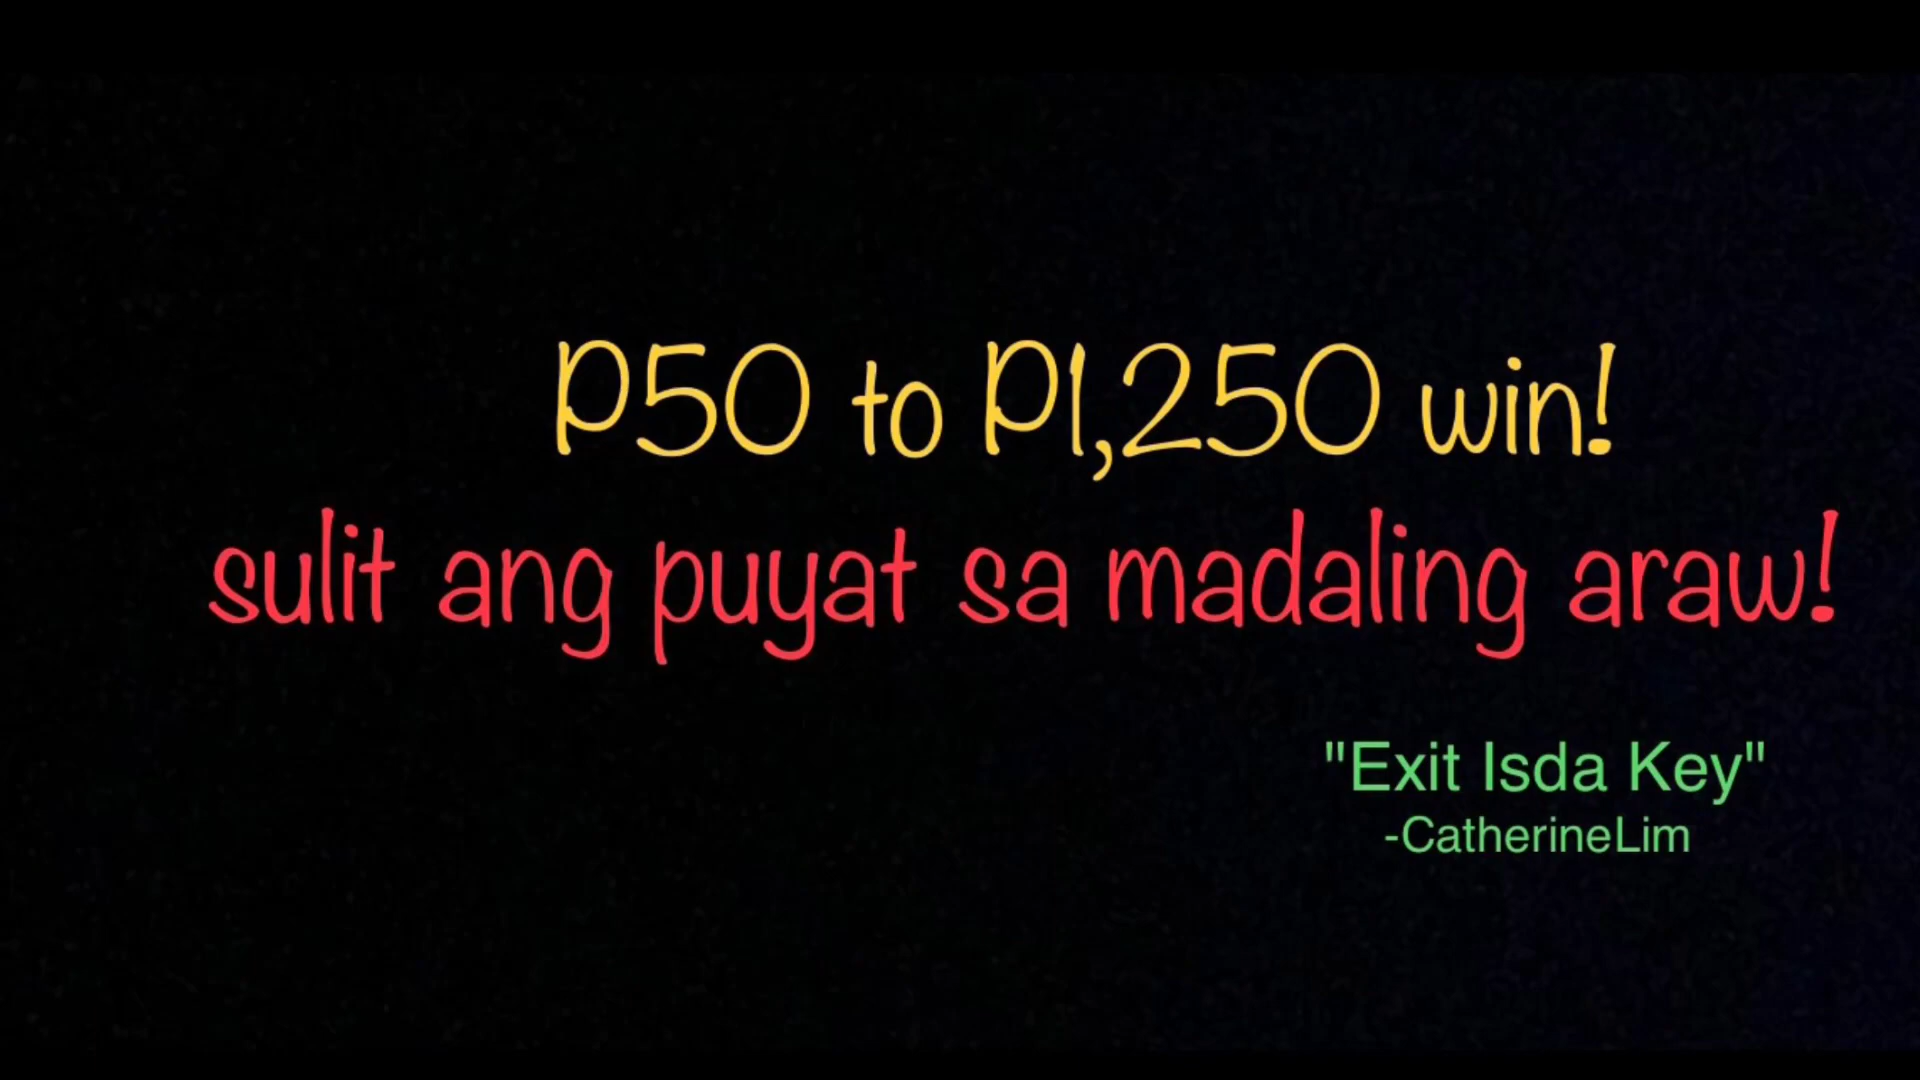 P50 to P1,250 win!
sulit ang puyat sa madaling araw!
"Exit Isda Key"
-CatherineLim